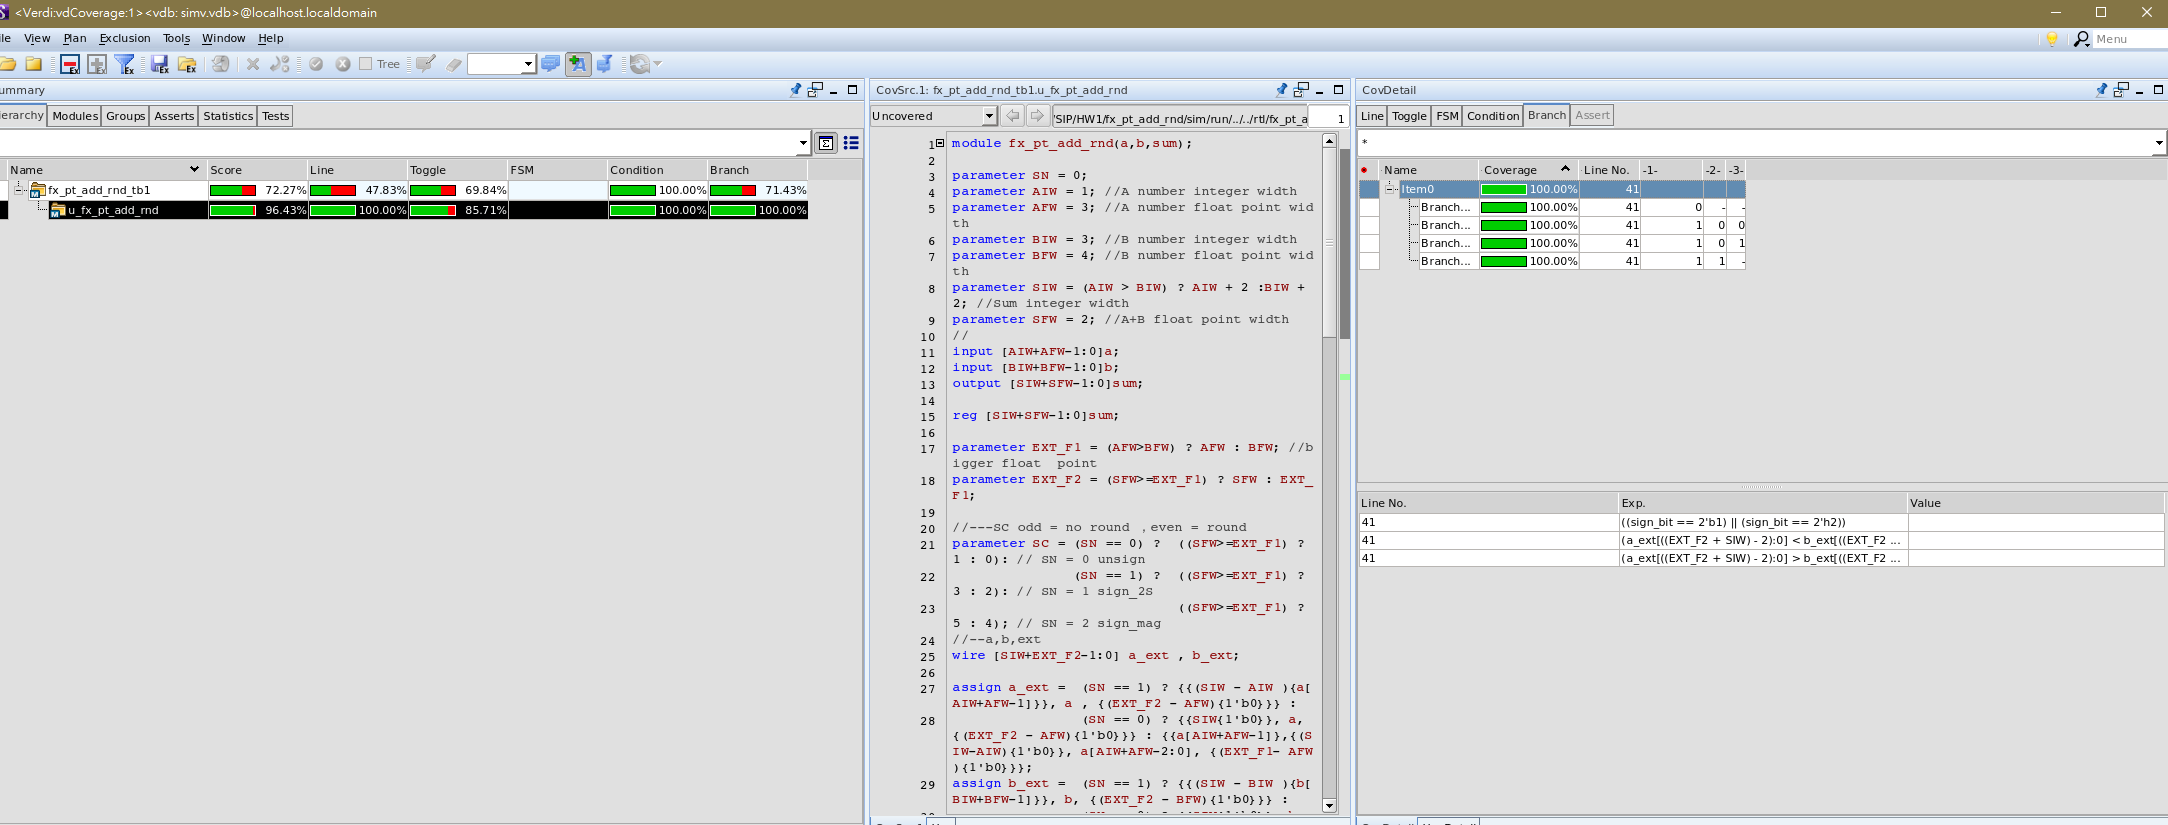 <Verdi:vdCoverage:1><vdb: simv.vdb>@localhost.localdomain
ile View Plan Exclusion Tools Window Help
Menu
Tree
ummary
ierarchy Modules Groups Asserts Statistics Tests
Name Score Line Toggle FSM Condition Branch
fx_pt_add_rnd_tb1 72.27% 47.83% 69.84% 100.00% 71.43%
u_fx_pt_add_rnd 96.43% 100.00% 85.71% 100.00% 100.00%
CovSrc.1: fx_pt_add_rnd_tb1.u_fx_pt_add_rnd
Uncovered /SIP/HW1/fx_pt_add_rnd/sim/run/../../rtl/fx_pt_a 1
1 module fx_pt_add_rnd(a,b,sum);
2
3 parameter SN = 0;
4 parameter AIW = 1; //A number integer width
5 parameter AFW = 3; //A number float point wid
th
6 parameter BIW = 3; //B number integer width
7 parameter BFW = 4; //B number float point wid
th
8 parameter SIW = (AIW > BIW) ? AIW + 2 :BIW +
2; //Sum integer width
9 parameter SFW = 2; //A+B float point width
10 //
11 input [AIW+AFW-1:0]a;
12 input [BIW+BFW-1:0]b;
13 output [SIW+SFW-1:0]sum;
14
15 reg [SIW+SFW-1:0]sum;
16
17 parameter EXT_F1 = (AFW>BFW) ? AFW : BFW; //b
igger float  point
18 parameter EXT_F2 = (SFW>=EXT_F1) ? SFW : EXT_
F1;
19
20 //---SC odd = no round , even = round
21 parameter SC = (SN == 0) ?  ((SFW>=EXT_F1) ?
1 : 0): // SN = 0 unsign
22 (SN == 1) ?  ((SFW>=EXT_F1) ?
3 : 2): // SN = 1 sign_2S
23 ((SFW>=EXT_F1) ?
5 : 4); // SN = 2 sign_mag
24 //--a,b,ext
25 wire [SIW+EXT_F2-1:0] a_ext , b_ext;
26
27 assign a_ext =  (SN == 1) ? {{(SIW - AIW ){a[
AIW+AFW-1]}}, a , {(EXT_F2 - AFW){1'b0}}} :
28 (SN == 0) ? {{SIW{1'b0}}, a,
{(EXT_F2 - AFW){1'b0}}} : {{a[AIW+AFW-1]},{(S
IW-AIW){1'b0}}, a[AIW+AFW-2:0], {(EXT_F1- AFW
){1'b0}}};
29 assign b_ext =  (SN == 1) ? {{(SIW - BIW ){b[
BIW+BFW-1]}}, b, {(EXT_F2 - BFW){1'b0}}} :
CovDetail
Line Toggle FSM Condition Branch Assert
*
Name Coverage Line No. -1- -2- -3-
Item0 100.00% 41
Branch... 100.00% 41 0 - -
Branch... 100.00% 41 1 0 0
Branch... 100.00% 41 1 0 1
Branch... 100.00% 41 1 1 -
Line No. Exp. Value
41 ((sign_bit == 2'b1) || (sign_bit == 2'h2))
41 (a_ext[((EXT_F2 + SIW) - 2):0] < b_ext[((EXT_F2 ...
41 (a_ext[((EXT_F2 + SIW) - 2):0] > b_ext[((EXT_F2 ...